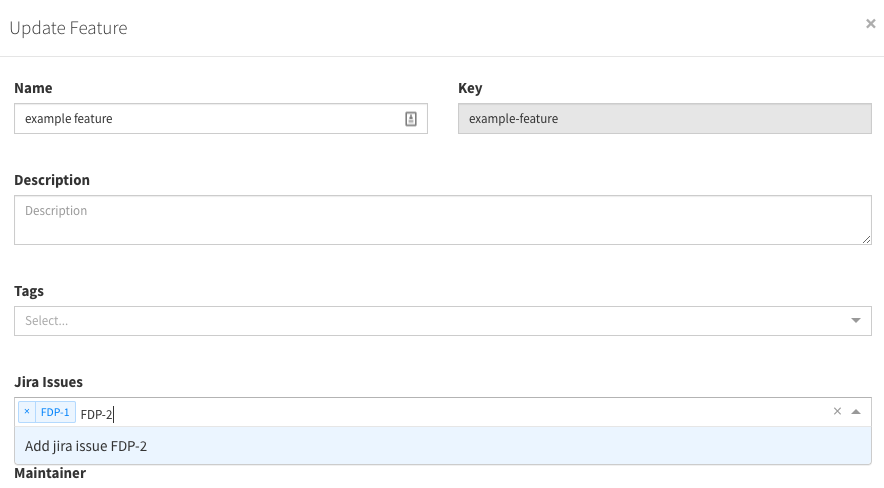 Update Feature
×
Name
Key
example feature
example-feature
Description
Description
Tags
Select...
Jira Issues
× FDP-1 FDP-2 ×
Add jira issue FDP-2
Maintainer